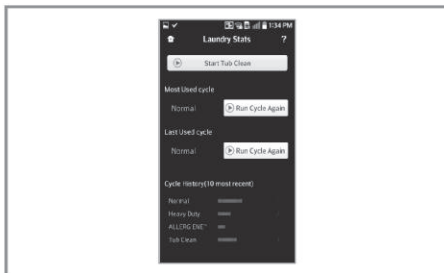 1:34 PM
Laundry Stats ?
Start Tub Clean
Most Used cycle
Normal Run Cycle Again
Last Used cycle
Normal Run Cycle Again
Cycle History(10 most recent)
Normal
Heavy Duty
ALLERGIENE™
Tub Clean